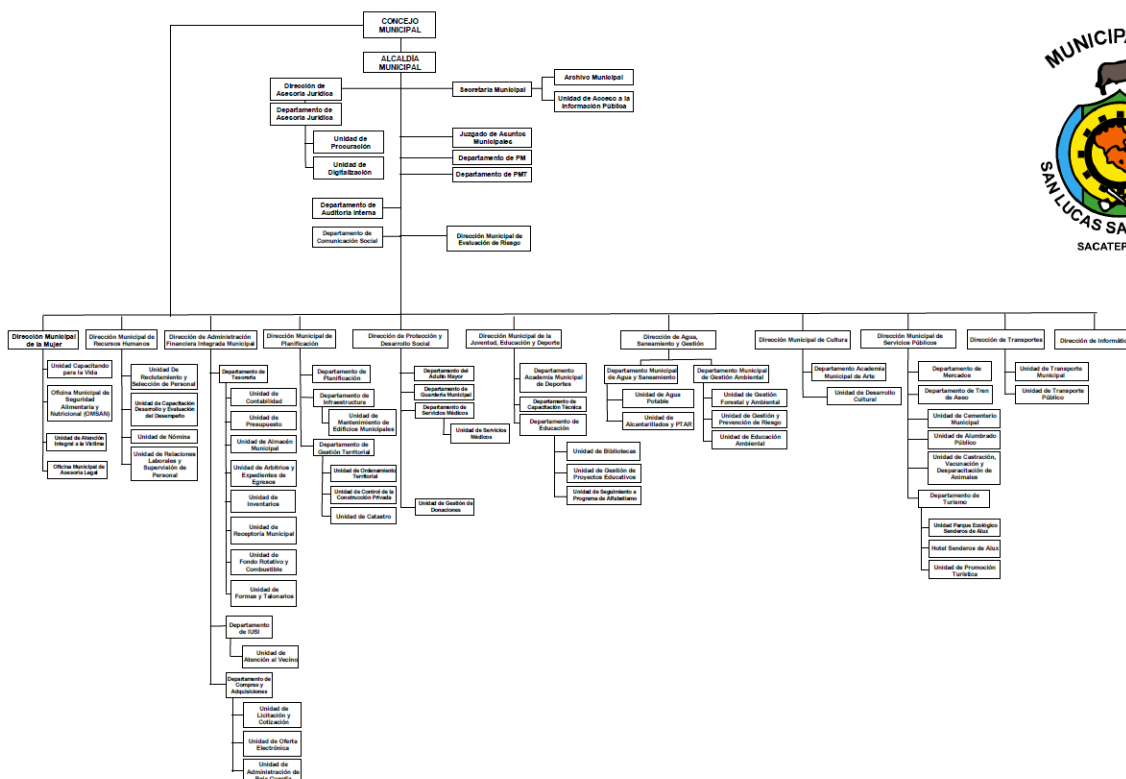 CONCEJO
MUNICIPAL
ALCALDÍA
MUNICIPAL
Dirección de
Asesoría Jurídica
Departamento de
Asesoría Jurídica
Unidad de
Procuración
Unidad de
Digitalización
Secretaría Municipal
Archivo Municipal
Unidad de Acceso a la
Información Pública
Juzgado de Asuntos
Municipales
Departamento de PM
Departamento de PMT
Departamento de
Auditoría Interna
Departamento de
Comunicación Social
Dirección Municipal de
Evaluación de Riesgo
MUNICIPA
SAN LUCAS SA
SACATEP
Dirección Municipal
de la Mujer
Unidad Capacitando
para la Vida
Oficina Municipal de
Seguridad
Alimentaria y
Nutricional (OMSAN)
Unidad de Atención
Integral a la Víctima
Oficina Municipal de
Asesoría Legal
Dirección Municipal de
Recursos Humanos
Unidad De
Reclutamiento y
Selección de Personal
Unidad de Capacitación
Desarrollo y Evaluación
del Desempeño
Unidad de Nómina
Unidad de Relaciones
Laborales y
Supervisión de
Personal
Dirección de Administración
Financiera Integrada Municipal
Departamento de
Tesorería
Unidad de
Contabilidad
Unidad de
Presupuesto
Unidad de Almacén
Municipal
Unidad de Arbitrios y
Expedientes de
Egresos
Unidad de
Inventarios
Unidad de
Receptoría Municipal
Unidad de
Fondo Rotativo y
Combustible
Unidad de
Formas y Talonarios
Departamento
de IUSI
Unidad de
Atención al Vecino
Departamento de
Compras y
Adquisiciones
Unidad de
Licitación y
Cotización
Unidad de Oferta
Electrónica
Unidad de
Administración de
Baja Cuantía
Dirección Municipal de
Planificación
Departamento de
Planificación
Departamento de
Infraestructura
Unidad de
Mantenimiento de
Edificios Municipales
Departamento de
Gestión Territorial
Unidad de Ordenamiento
Territorial
Unidad de Control de la
Construcción Privada
Unidad de Catastro
Dirección de Protección y
Desarrollo Social
Departamento del
Adulto Mayor
Departamento de
Guardería Municipal
Departamento de
Servicios Médicos
Unidad de Servicios
Médicos
Unidad de Gestión de
Donaciones
Dirección Municipal de la
Juventud, Educación y Deporte
Departamento
Academia Municipal
de Deportes
Departamento de
Capacitación Técnica
Departamento de
Educación
Unidad de Bibliotecas
Unidad de Gestión de
Proyectos Educativos
Unidad de Seguimiento a
Programa de Alfabetismo
Dirección de Agua,
Saneamiento y Gestión
Departamento Municipal
de Agua y Saneamiento
Unidad de Agua
Potable
Unidad de
Alcantarillados y PTAR
Departamento Municipal
de Gestión Ambiental
Unidad de Gestión
Forestal y Ambiental
Unidad de Gestión y
Prevención de Riesgo
Unidad de Educación
Ambiental
Dirección Municipal de Cultura
Departamento Academia
Municipal de Arte
Unidad de Desarrollo
Cultural
Dirección Municipal de
Servicios Públicos
Departamento de
Mercados
Departamento de Tren
de Aseo
Unidad de Cementerio
Municipal
Unidad de Alumbrado
Público
Unidad de Castración,
Vacunación y
Desparacitación de
Animales
Departamento de
Turismo
Unidad Parque Ecológico
Senderos de Alux
Hotel Senderos de Alux
Unidad de Promoción
Turística
Dirección de Transportes
Unidad de Transporte
Municipal
Unidad de Transporte
Público
Dirección de Informátic